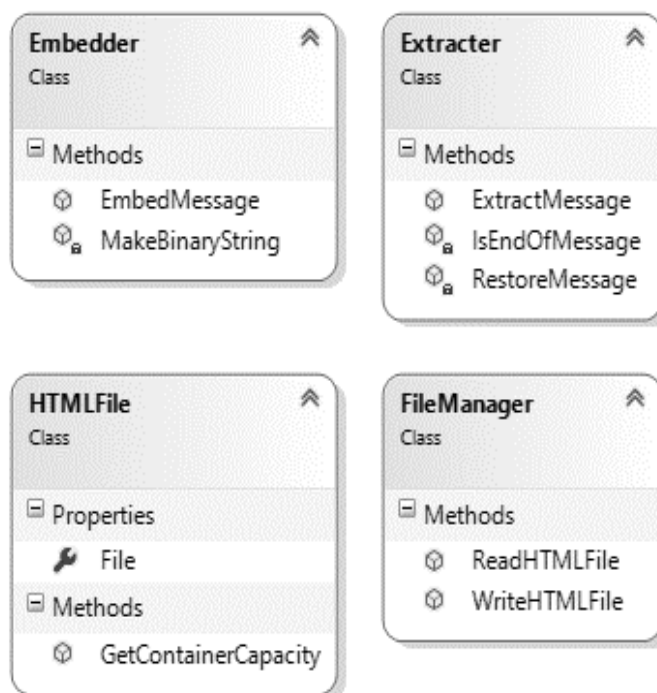 Embedder
Class
Methods
EmbedMessage
MakeBinaryString
Extracter
Class
Methods
ExtractMessage
IsEndOfMessage
RestoreMessage
HTMLFile
Class
Properties
File
Methods
GetContainerCapacity
FileManager
Class
Methods
ReadHTMLFile
WriteHTMLFile